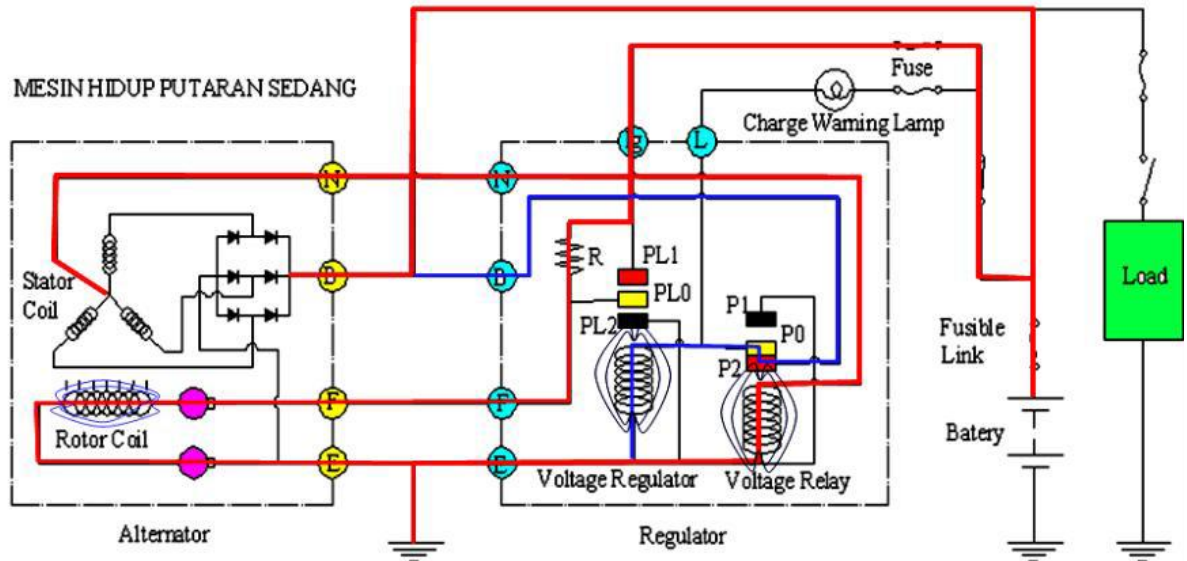 MESIN HIDUP PUTARAN SEDANG
Fuse
Charge Warning Lamp
Ig
L
N
N
B
B
Stator
Coil
R
PL1
PL0
PL2
P1
P0
P2
Load
Fusible
Link
F
F
Rotor Coil
Batery
E
E
Voltage Regulator
Voltage Relay
Alternator
Regulator